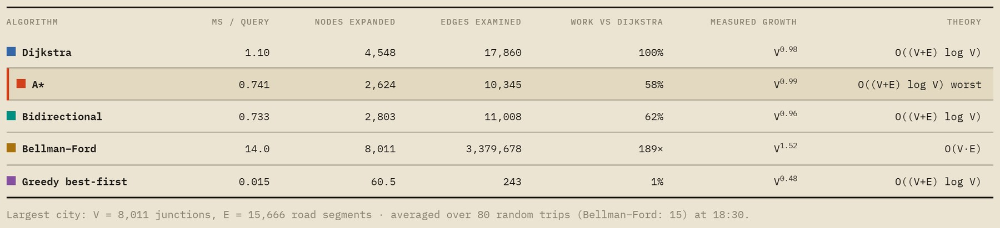 ALGORITHM MS / QUERY NODES EXPANDED EDGES EXAMINED WORK VS DIJKSTRA MEASURED GROWTH THEORY
Dijkstra 1.10 4,548 17,860 100% V^0.98 O((V+E) log V)
A* 0.741 2,624 10,345 58% V^0.99 O((V+E) log V) worst
Bidirectional 0.733 2,803 11,008 62% V^0.96 O((V+E) log V)
Bellman–Ford 14.0 8,011 3,379,678 189× V^1.52 O(V·E)
Greedy best-first 0.015 60.5 243 1% V^0.48 O((V+E) log V)
Largest city: V = 8,011 junctions, E = 15,666 road segments · averaged over 80 random trips (Bellman–Ford: 15) at 18:30.